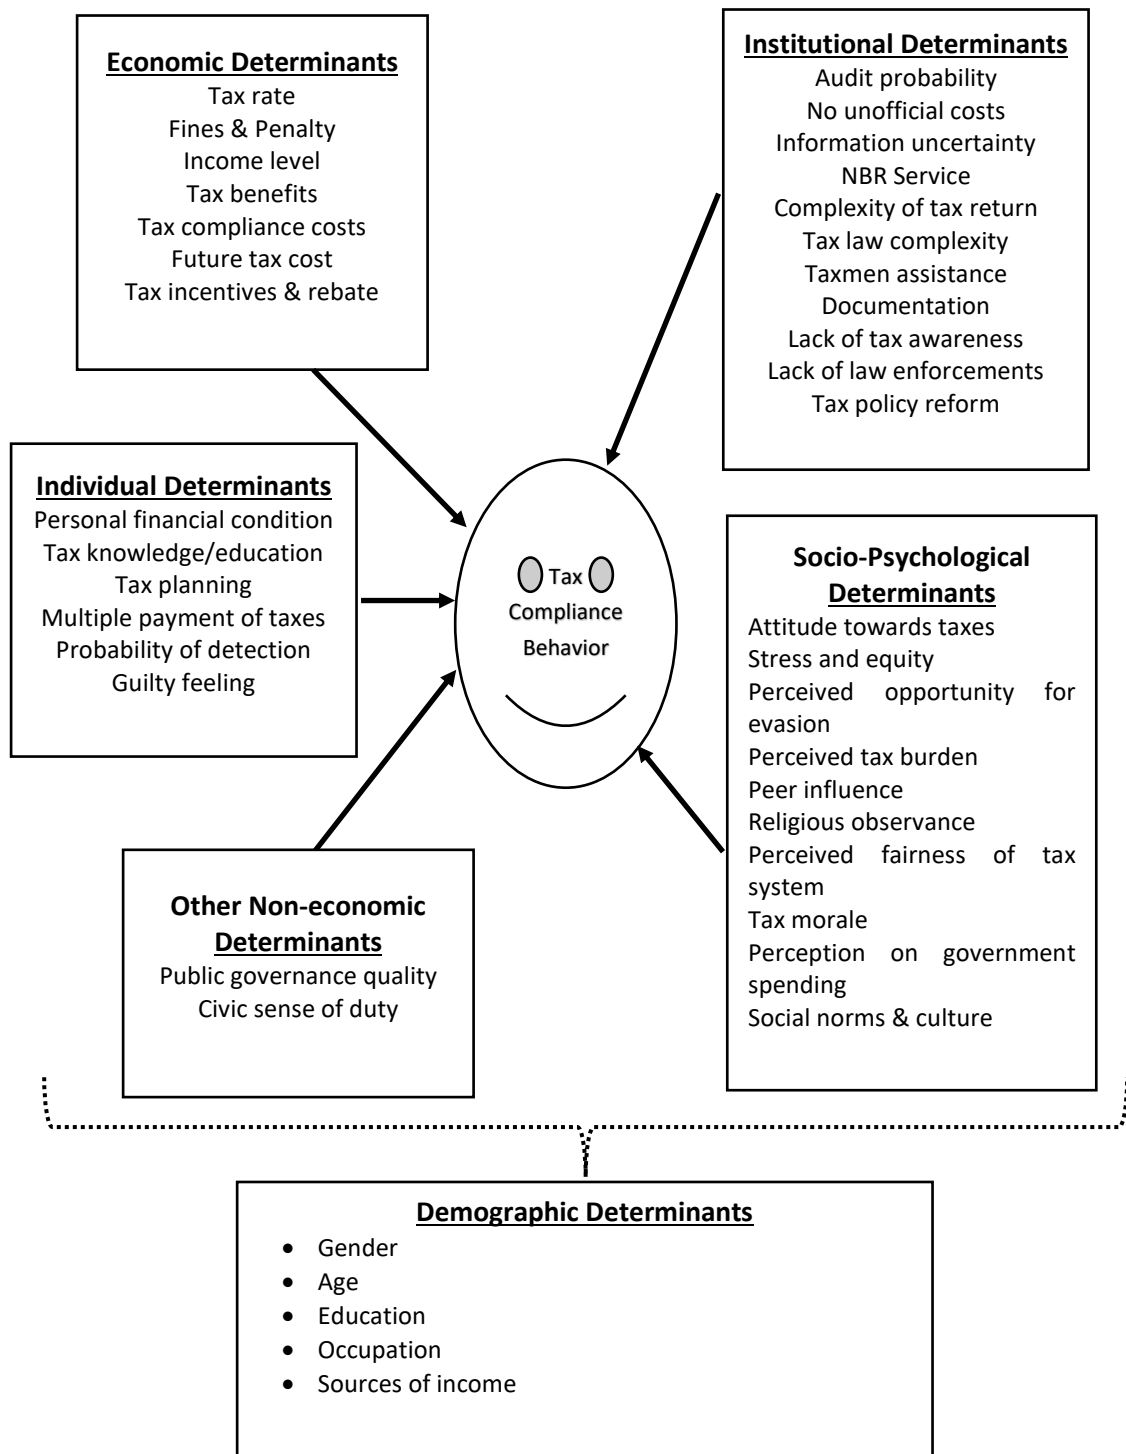 Economic Determinants
Tax rate
Fines & Penalty
Income level
Tax benefits
Tax compliance costs
Future tax cost
Tax incentives & rebate
Institutional Determinants
Audit probability
No unofficial costs
Information uncertainty
NBR Service
Complexity of tax return
Tax law complexity
Taxmen assistance
Documentation
Lack of tax awareness
Lack of law enforcements
Tax policy reform
Individual Determinants
Personal financial condition
Tax knowledge/education
Tax planning
Multiple payment of taxes
Probability of detection
Guilty feeling
Tax
Compliance
Behavior
Socio-Psychological
Determinants
Attitude towards taxes
Stress and equity
Perceived opportunity for
evasion
Perceived tax burden
Peer influence
Religious observance
Perceived fairness of tax
system
Tax morale
Perception on government
spending
Social norms & culture
Other Non-economic
Determinants
Public governance quality
Civic sense of duty
Demographic Determinants
• Gender
• Age
• Education
• Occupation
• Sources of income